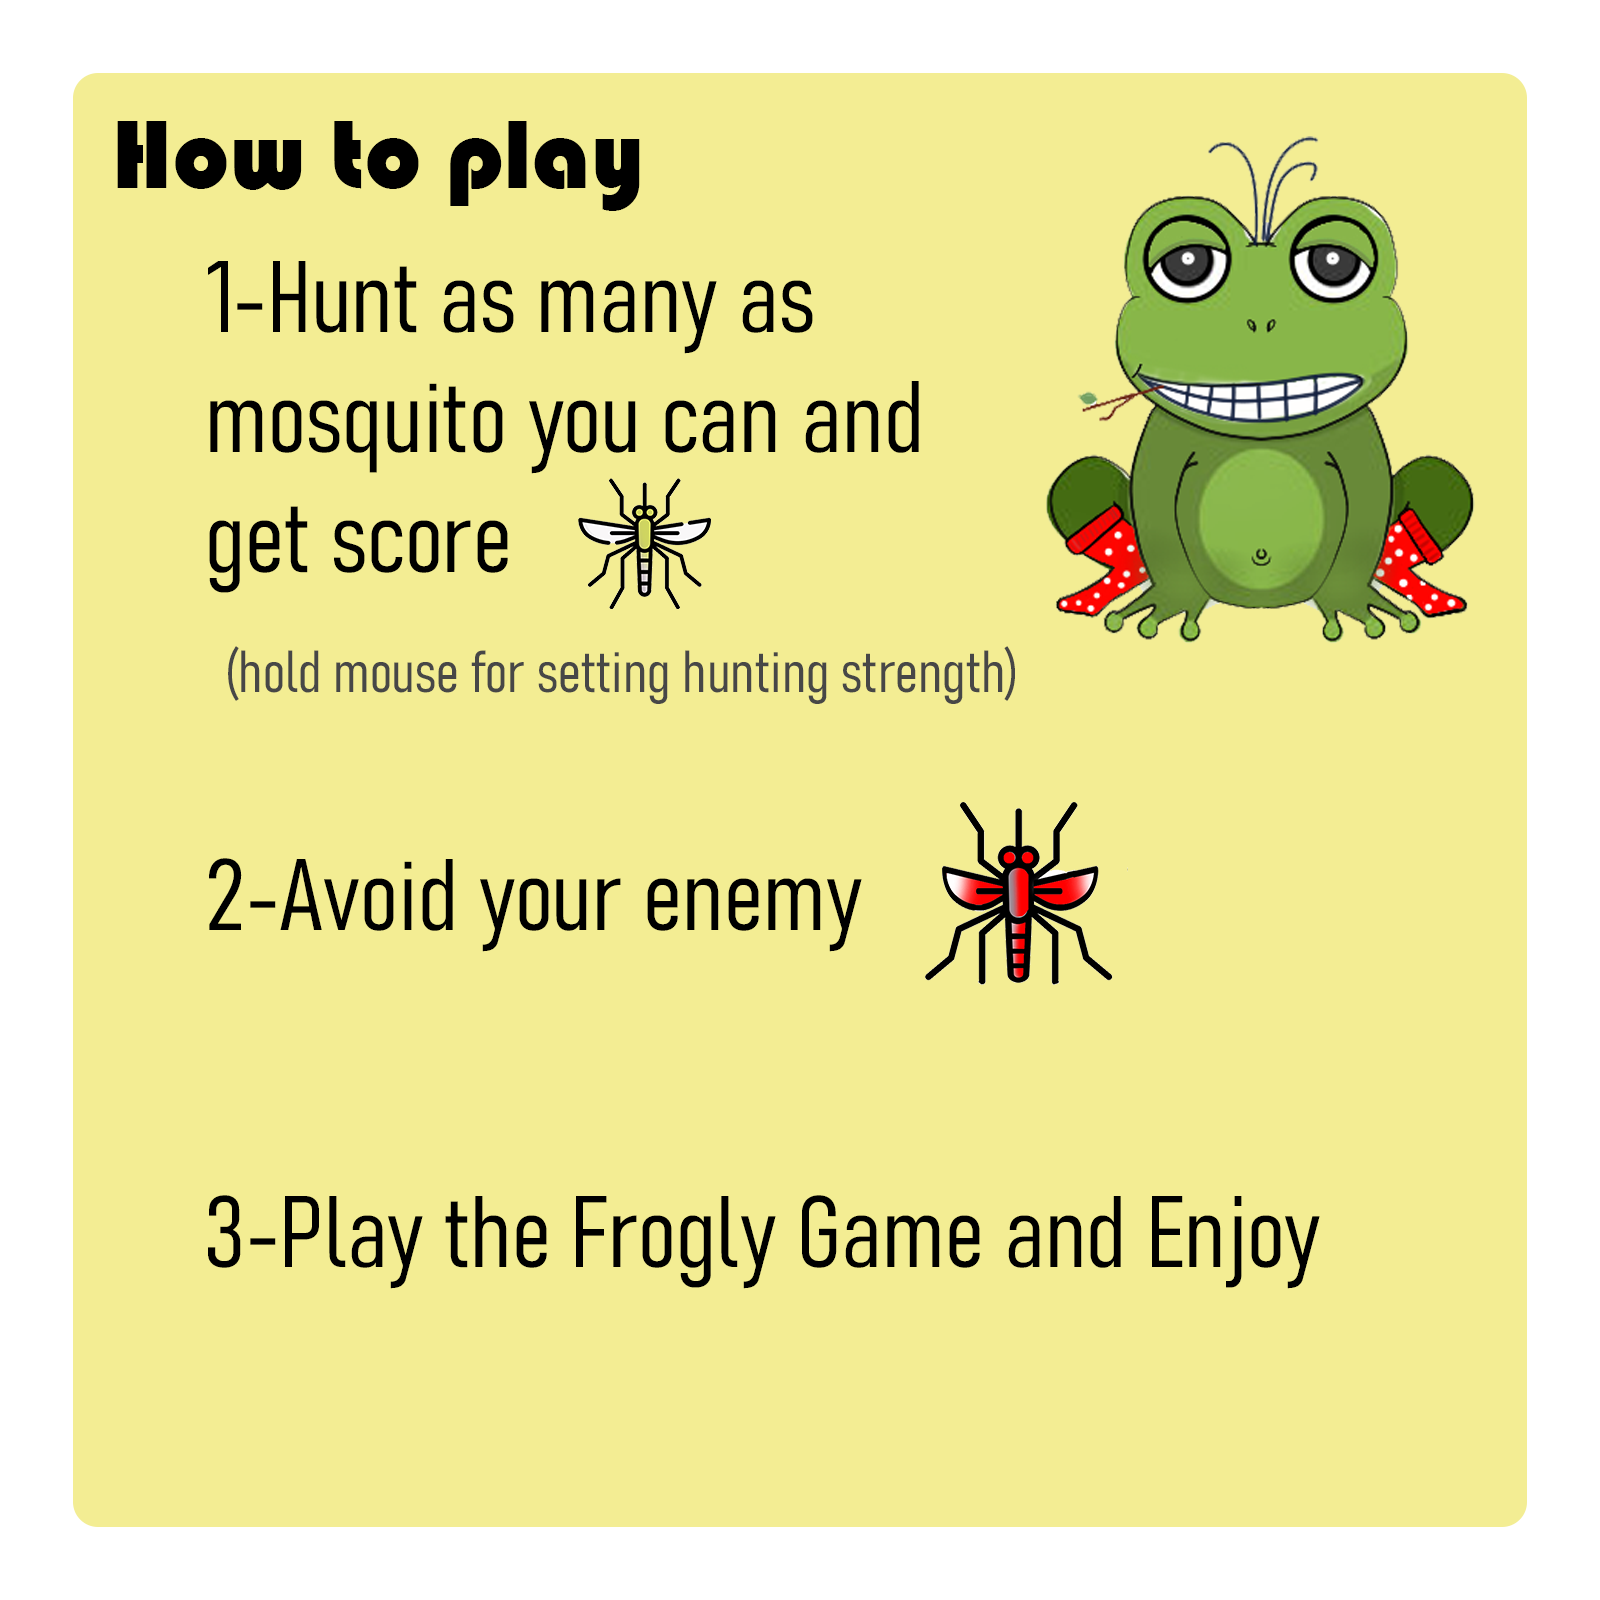 How to play
1-Hunt as many as
mosquito you can and
get score
(hold mouse for setting hunting strength)
2-Avoid your enemy
3-Play the Frogly Game and Enjoy